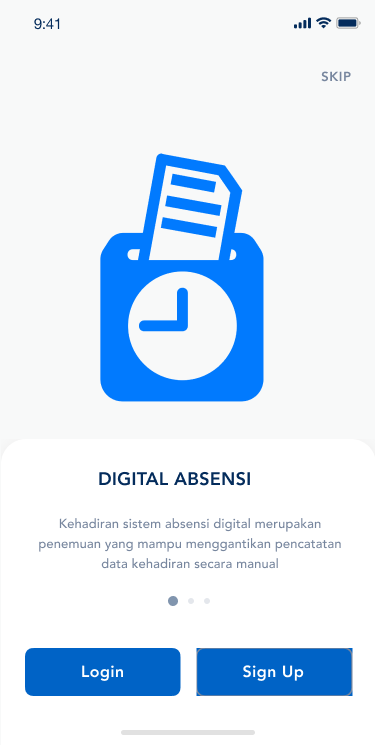 9:41
SKIP
DIGITAL ABSENSI
Kehadiran sistem absensi digital merupakan
penemuan yang mampu menggantikan pencatatan
data kehadiran secara manual
Login
Sign Up